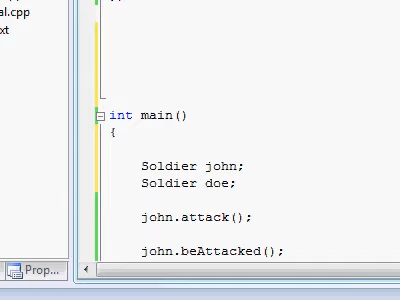 al.cpp
xt
int main()
{
Soldier john;
Soldier doe;
john.attack();
john.beAttacked();
Prop...